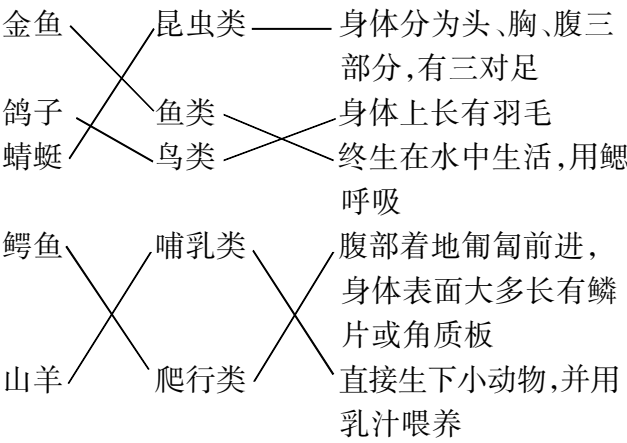 金鱼 昆虫类 身体分为头、胸、腹三
部分,有三对足
鸽子 鱼类 身体上长有羽毛
蜻蜓 鸟类 终生在水中生活,用鳃
呼吸
鳄鱼 哺乳类 腹部着地匍匐前进,
身体表面大多长有鳞
片或角质板
山羊 爬行类 直接生下小动物,并用
乳汁喂养